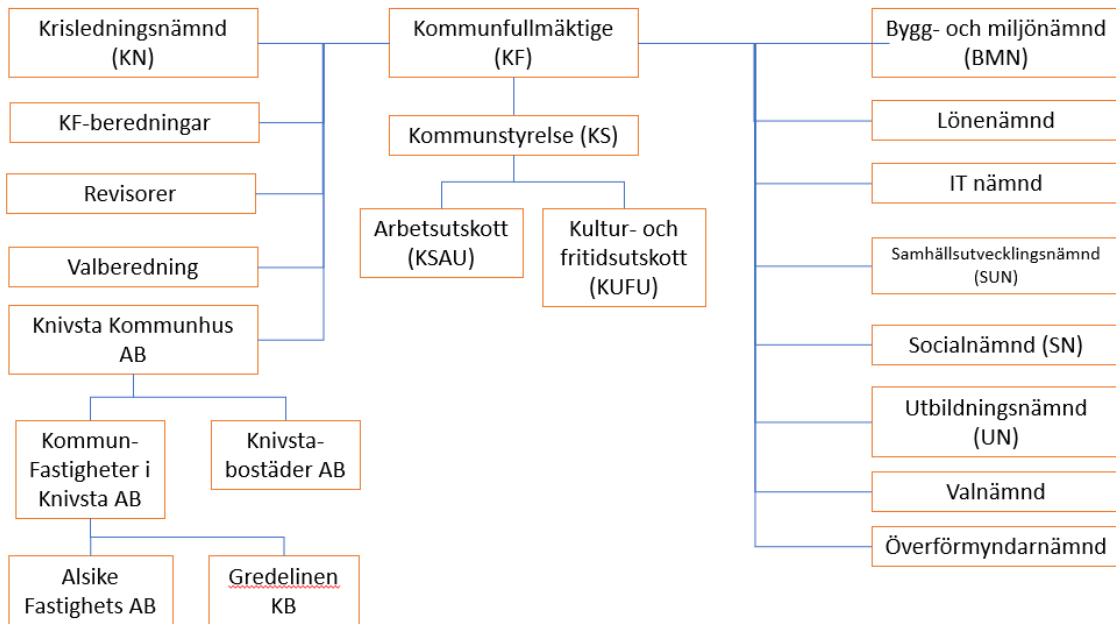 Krisledningsnämnd
(KN)
Kommunfullmäktige
(KF)
Bygg- och miljönämnd
(BMN)
KF-beredningar
Kommunstyrelse (KS)
Lönenämnd
Revisorer
IT nämnd
Arbetsutskott
(KSAU)
Kultur- och
fritidsutskott
(KUFU)
Valberedning
Samhällsutvecklingsnämnd
(SUN)
Knivsta Kommunhus
AB
Socialnämnd (SN)
Kommun-
Fastigheter i
Knivsta AB
Knivsta-
bostäder AB
Utbildningsnämnd
(UN)
Valnämnd
Överförmyndarnämnd
Alsike
Fastighets AB
Gredelinen
KB